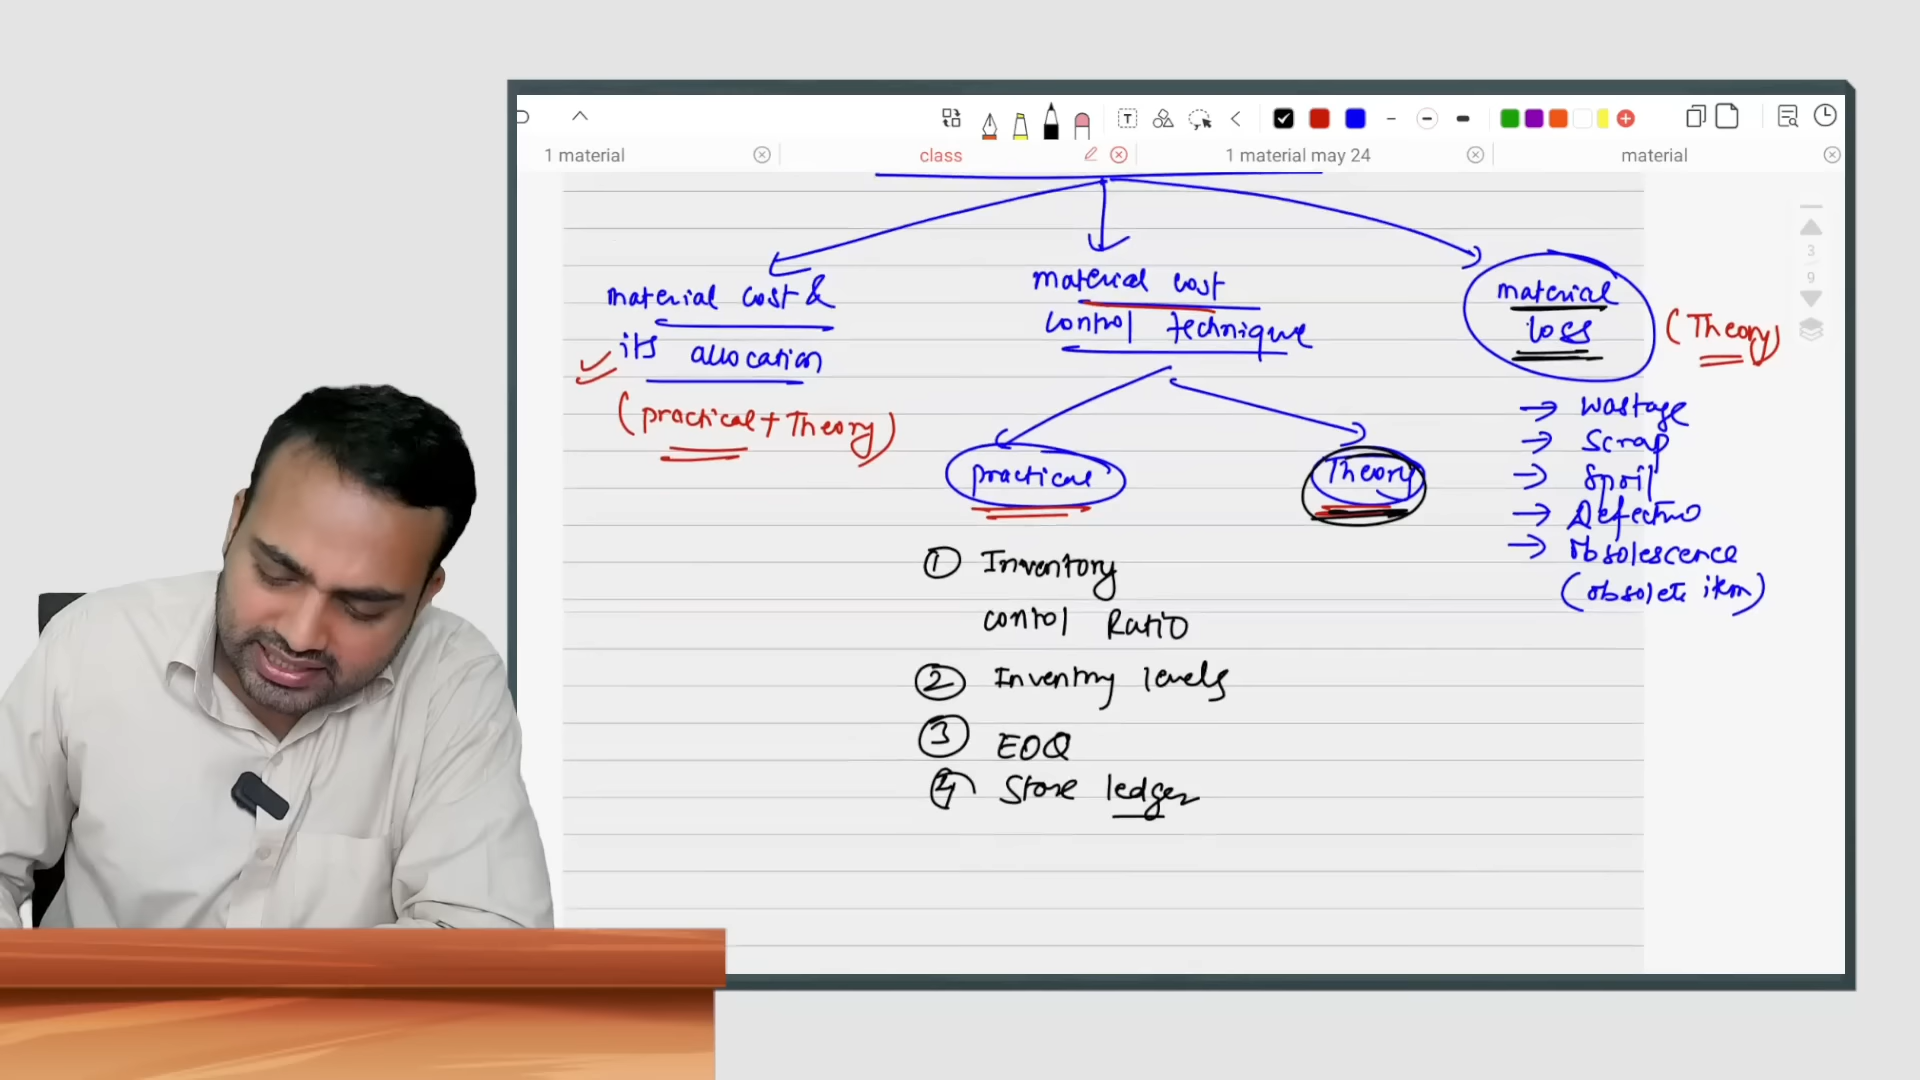 1 material
class
1 material may 24
material
T
3
9
material cost &
its allocation
(practical + Theory)
material cost
control technique
practical
Theory
material
loss
(Theory)
→ wastage
→ scrap
→ spoil
→ Defective
→ obsolescence
(obsolete item)
① Inventory
control Ratio
② Inventory levels
③ EOQ
④ Store ledger